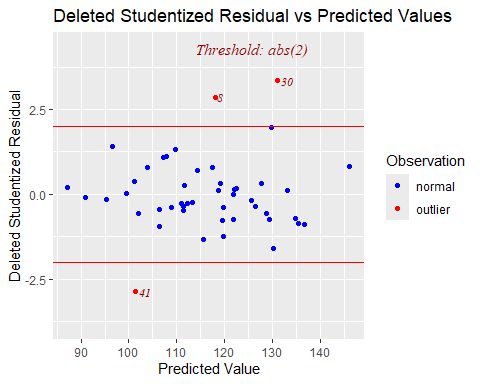 Deleted Studentized Residual vs Predicted Values
Threshold: abs(2)
30
8
2.5
0.0
-2.5
41
90 100 110 120 130 140
Predicted Value
Deleted Studentized Residual
Observation
normal
outlier